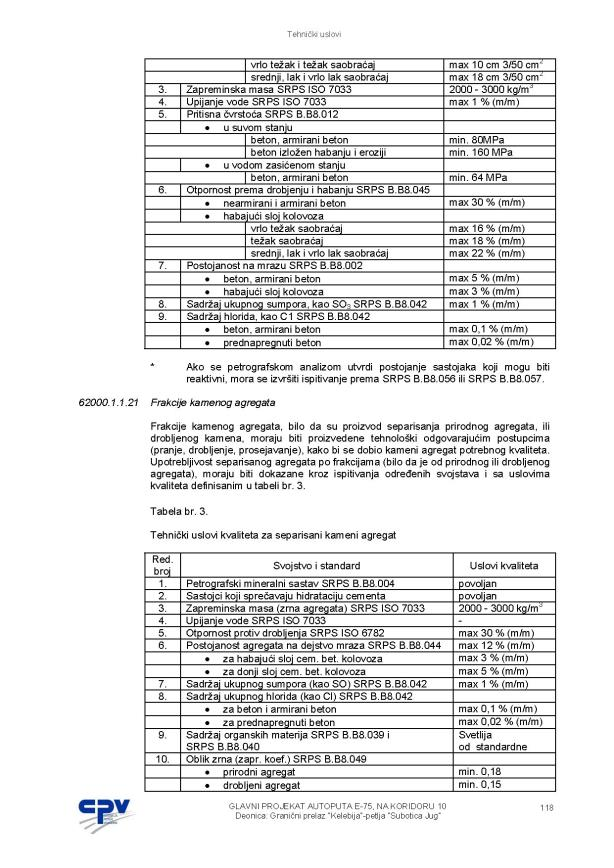 Tehnički uslovi
vrlo težak i težak saobraćaj max 10 cm 3/50 cm2
srednji, lak i vrlo lak saobraćaj max 18 cm 3/50 cm2
3. Zapreminska masa SRPS ISO 7033 2000 - 3000 kg/m3
4. Upijanje vode SRPS ISO 7033 max 1 % (m/m)
5. Pritisna čvrstoća SRPS B.B8.012
• u suvom stanju
beton, armirani beton min. 80MPa
beton izložen habanju i eroziji min. 160 MPa
• u vodom zasićenom stanju
beton, armirani beton min. 64 MPa
6. Otpornost prema drobjenju i habanju SRPS B.B8.045
• nearmirani i armirani beton max 30 % (m/m)
• habajući sloj kolovoza
vrlo težak saobraćaj max 16 % (m/m)
težak saobraćaj max 18 % (m/m)
srednji, lak i vrlo lak saobraćaj max 22 % (m/m)
7. Postojanost na mrazu SRPS B.B8.002
• beton, armirani beton max 5 % (m/m)
• habajući sloj kolovoza max 3 % (m/m)
8. Sadržaj ukupnog sumpora, kao SO3 SRPS B.B8.042 max 1 % (m/m)
9. Sadržaj hlorida, kao C1 SRPS B.B8.042
• beton, armirani beton max 0,1 % (m/m)
• prednapregnuti beton max 0,02 % (m/m)
* Ako se petrografskom analizom utvrdi postojanje sastojaka koji mogu biti
reaktivni, mora se izvršiti ispitivanje prema SRPS B.B8.056 ili SRPS B.B8.057.
62000.1.1.21 Frakcije kamenog agregata
Frakcije kamenog agregata, bilo da su proizvod separisanja prirodnog agregata, ili
drobljenog kamena, moraju biti proizvedene tehnološki odgovarajućim postupcima
(pranje, drobljenje, prosejavanje), kako bi se dobio kameni agregat potrebnog kvaliteta.
Upotrebljivost separisanog agregata po frakcijama (bilo da je od prirodnog ili drobljenog
agregata), moraju biti dokazane kroz ispitivanja određenih svojstava i sa uslovima
kvaliteta definisanim u tabeli br. 3.
Tabela br. 3.
Tehnički uslovi kvaliteta za separisani kameni agregat
Red. broj Svojstvo i standard Uslovi kvaliteta
1. Petrografski mineralni sastav SRPS B.B8.004 povoljan
2. Sastojci koji sprečavaju hidrataciju cementa povoljan
3. Zapreminska masa (zrna agregata) SRPS ISO 7033 2000 - 3000 kg/m3
4. Upijanje vode SRPS ISO 7033 -
5. Otpornost protiv drobljenja SRPS ISO 6782 max 30 % (m/m)
6. Postojanost agregata na dejstvo mraza SRPS B.B8.044 max 12 % (m/m)
• za habajući sloj cem. bet. kolovoza max 3 % (m/m)
• za donji sloj cem. bet. kolovoza max 5 % (m/m)
7. Sadržaj ukupnog sumpora (kao SO) SRPS B.B8.042 max 1 % (m/m)
8. Sadržaj ukupnog hlorida (kao Cl) SRPS B.B8.042
• za beton i armirani beton max 0,1 % (m/m)
• za prednapregnuti beton max 0,02 % (m/m)
9. Sadržaj organskih materija SRPS B.B8.039 i Svetlija
SRPS B.B8.040 od standardne
10. Oblik zrna (zapr. koef.) SRPS B.B8.049
• prirodni agregat min. 0,18
• drobljeni agregat min. 0,15
CPV
GLAVNI PROJEKAT AUTOPUTA E-75, NA KORIDORU 10 118
Deonica: Granični prelaz "Kelebija"-petlja "Subotica Jug"